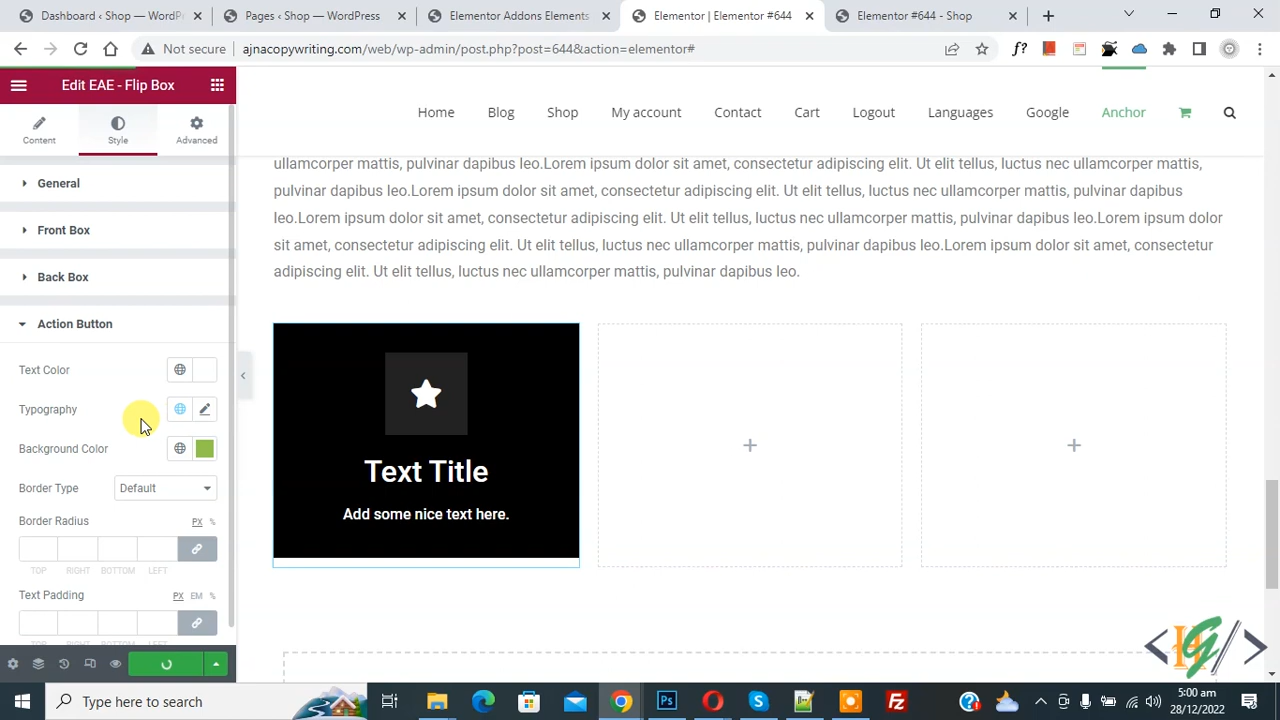 Dashboard ‹ Shop — WordPr
Pages ‹ Shop — WordPress
Elementor Addons Elements
Elementor | Elementor #644
Elementor #644 - Shop
Not secure
ajnacopywriting.com/web/wp-admin/post.php?post=644&action=elementor#
f?
Edit EAE - Flip Box
Content
Style
Advanced
General
Front Box
Back Box
Action Button
Text Color
Typography
Background Color
Border Type
Default
Border Radius
PX %
TOP RIGHT BOTTOM LEFT
Text Padding
PX EM %
TOP RIGHT BOTTOM LEFT
Home Blog Shop My account Contact Cart Logout Languages Google Anchor
ullamcorper mattis, pulvinar dapibus leo.Lorem ipsum dolor sit amet, consectetur adipiscing elit. Ut elit tellus, luctus nec ullamcorper mattis,
pulvinar dapibus leo.Lorem ipsum dolor sit amet, consectetur adipiscing elit. Ut elit tellus, luctus nec ullamcorper mattis, pulvinar dapibus
leo.Lorem ipsum dolor sit amet, consectetur adipiscing elit. Ut elit tellus, luctus nec ullamcorper mattis, pulvinar dapibus leo.Lorem ipsum dolor
sit amet, consectetur adipiscing elit. Ut elit tellus, luctus nec ullamcorper mattis, pulvinar dapibus leo.Lorem ipsum dolor sit amet, consectetur
adipiscing elit. Ut elit tellus, luctus nec ullamcorper mattis, pulvinar dapibus leo.
Text Title
Add some nice text here.
Type here to search
5:00 am
28/12/2022